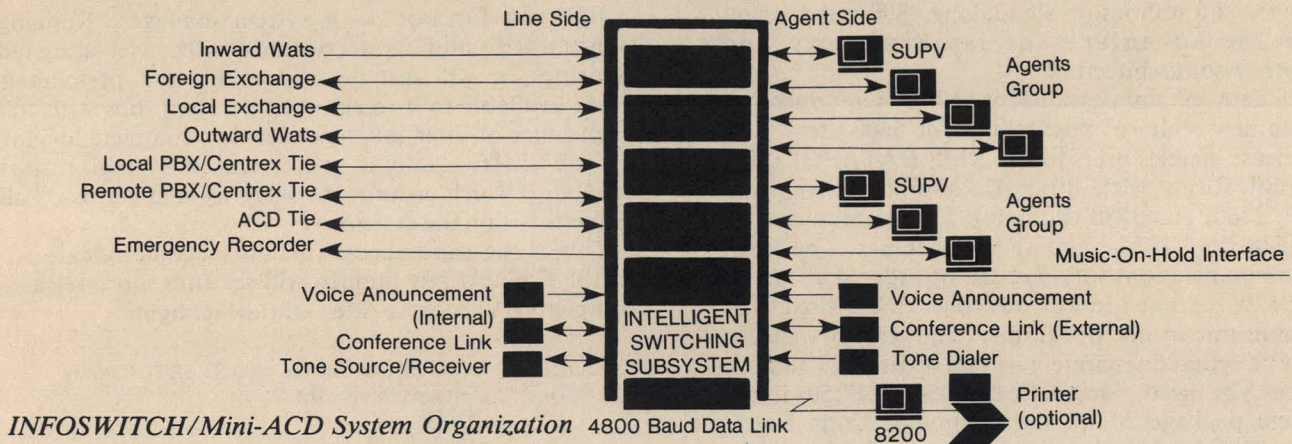 Line Side
Agent Side
Inward Wats
Foreign Exchange
Local Exchange
Outward Wats
Local PBX/Centrex Tie
Remote PBX/Centrex Tie
ACD Tie
Emergency Recorder
Voice Anouncement
(Internal)
Conference Link
Tone Source/Receiver
INTELLIGENT
SWITCHING
SUBSYSTEM
SUPV
Agents
Group
SUPV
Agents
Group
Music-On-Hold Interface
Voice Announcement
Conference Link (External)
Tone Dialer
Printer
(optional)
8200
4800 Baud Data Link
INFOSWITCH/Mini-ACD System Organization